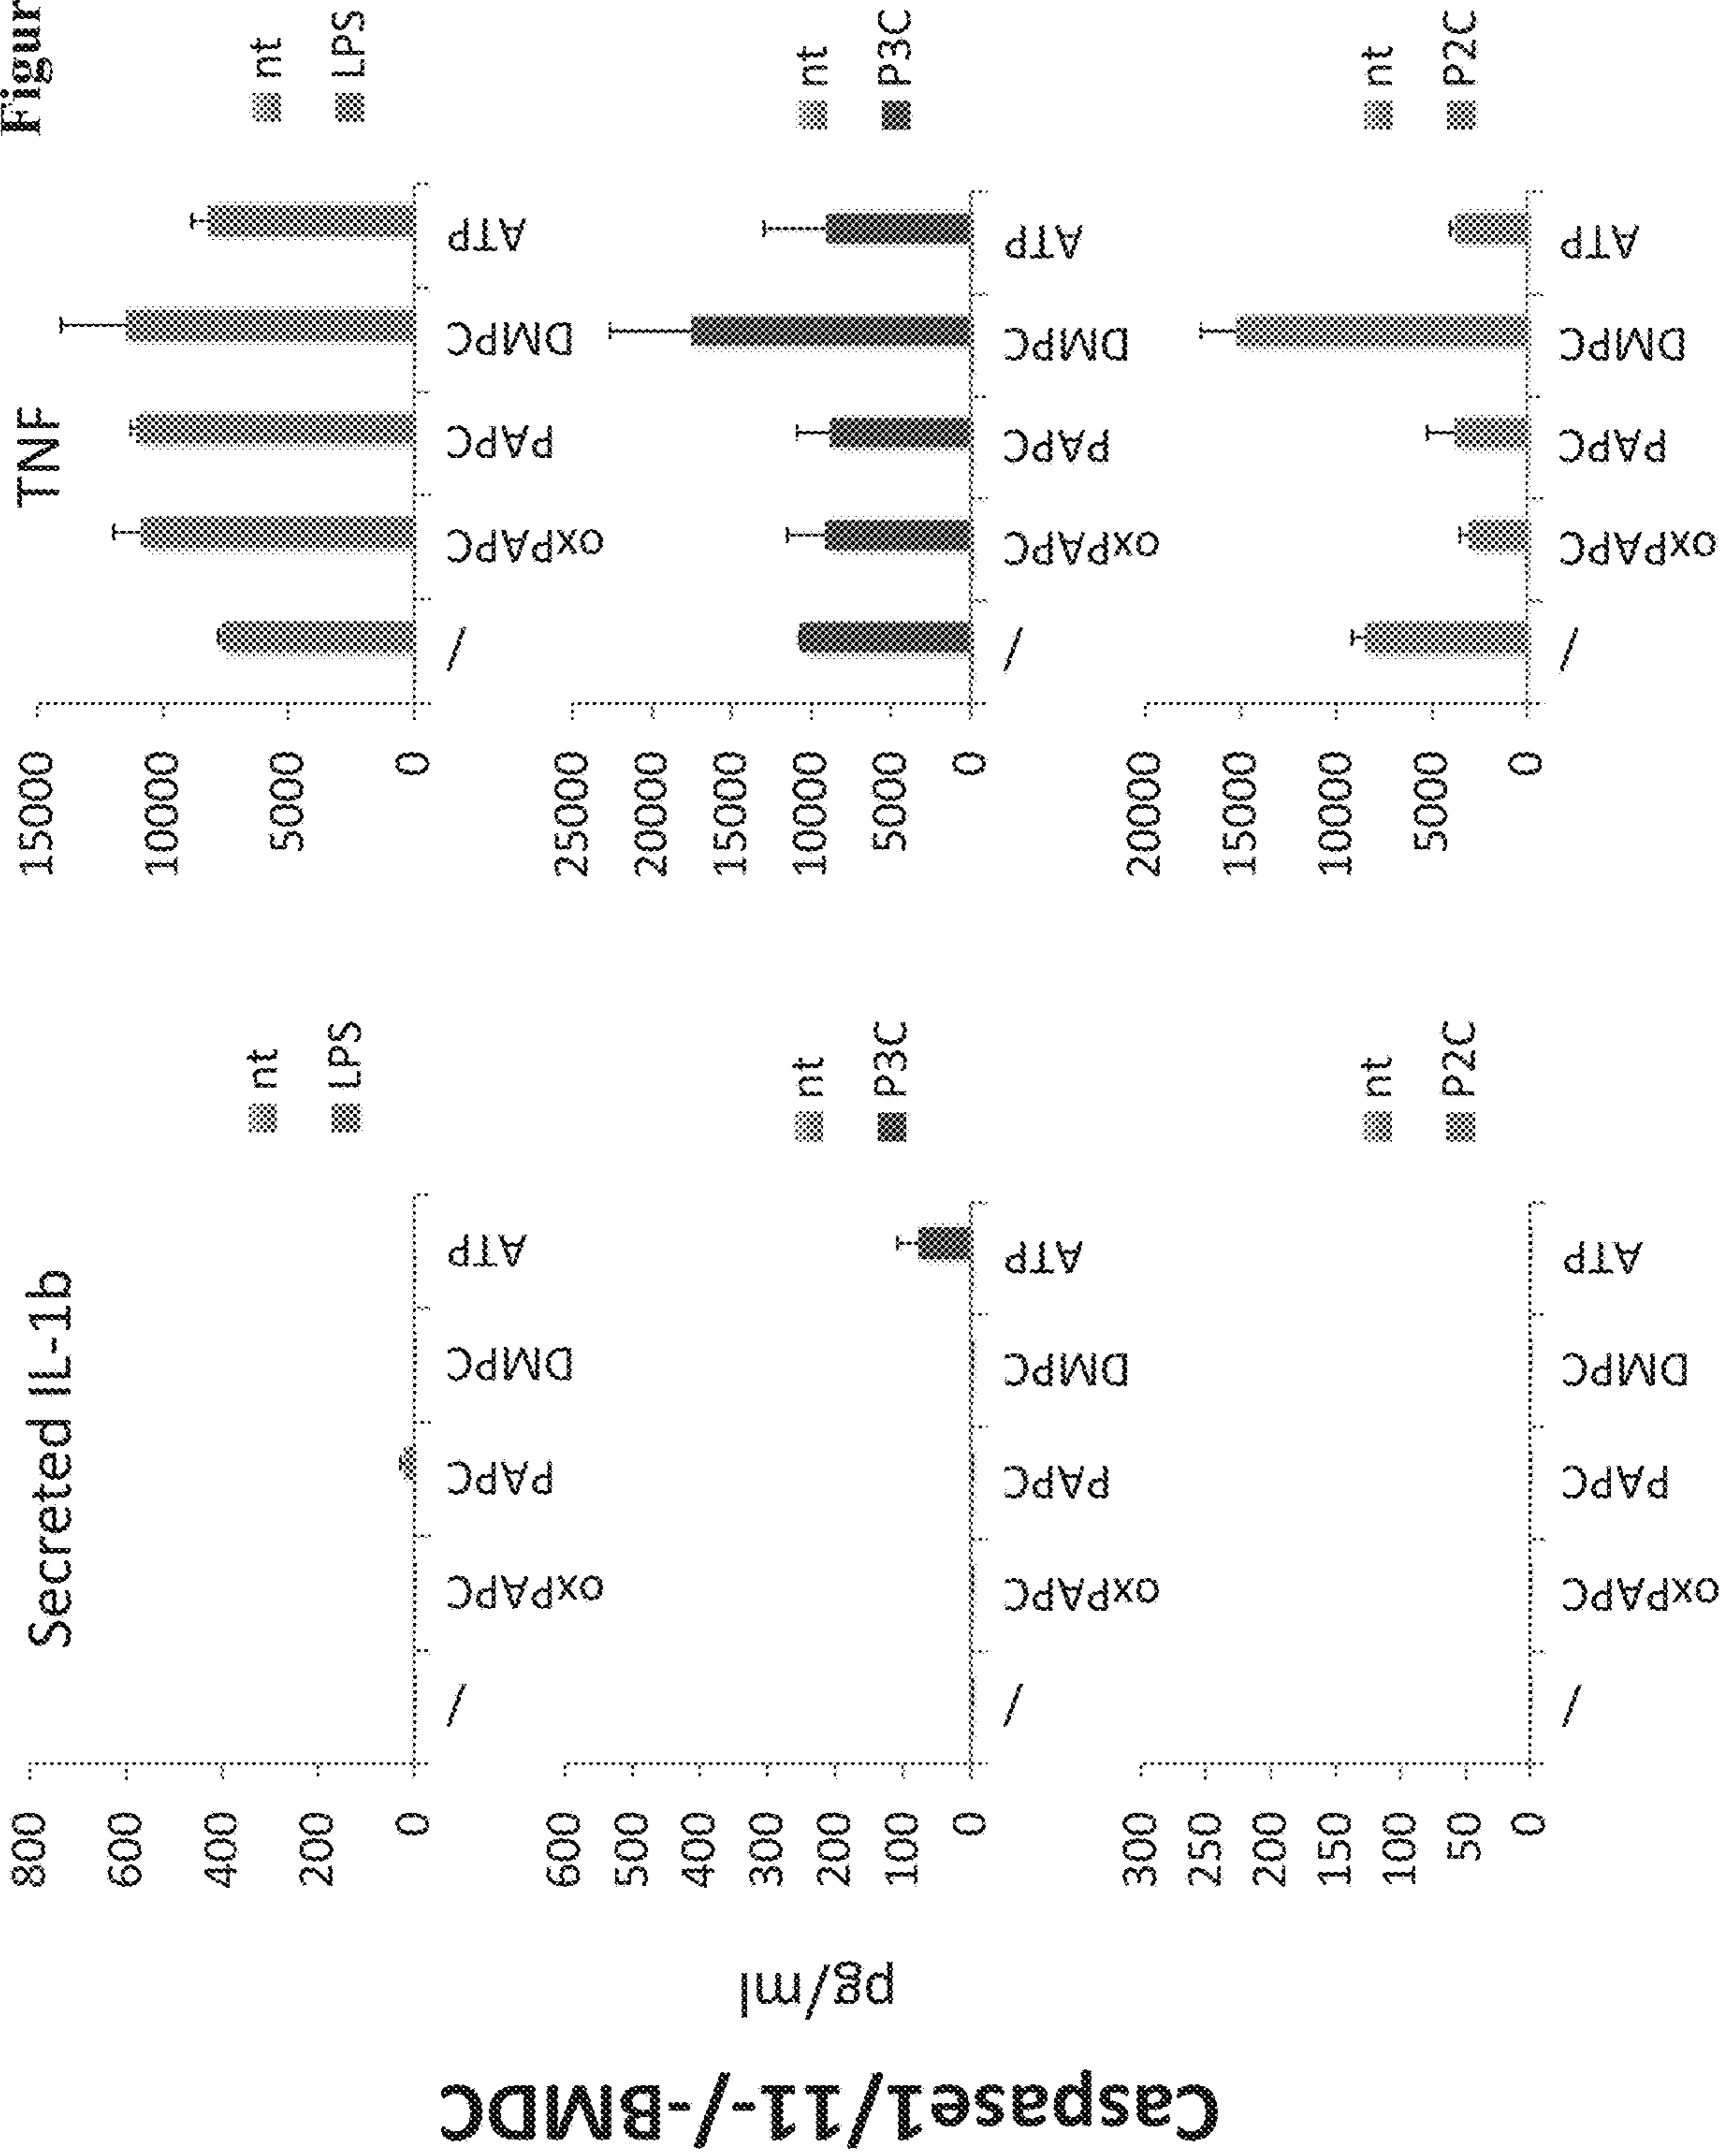 Figur
Caspase1/11-/-BMDC
pg/ml
Secreted IL-1b
800
600
400
200
0
/
oxPAPC
PAPC
DMPC
ATP
nt
LPS
TNF
15000
10000
5000
0
/
oxPAPC
PAPC
DMPC
ATP
nt
LPS
600
500
400
300
200
100
0
/
oxPAPC
PAPC
DMPC
ATP
nt
P3C
25000
20000
15000
10000
5000
0
/
oxPAPC
PAPC
DMPC
ATP
nt
P3C
300
250
200
150
100
50
0
/
oxPAPC
PAPC
DMPC
ATP
nt
P2C
20000
15000
10000
5000
0
/
oxPAPC
PAPC
DMPC
ATP
nt
P2C